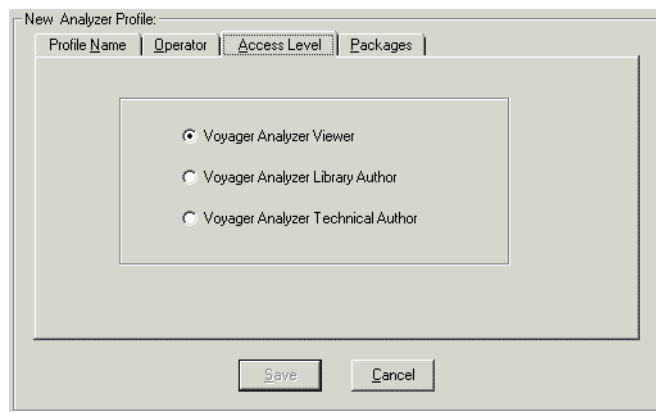 New Analyzer Profile:
Profile Name Operator Access Level Packages
Voyager Analyzer Viewer
Voyager Analyzer Library Author
Voyager Analyzer Technical Author
Save Cancel